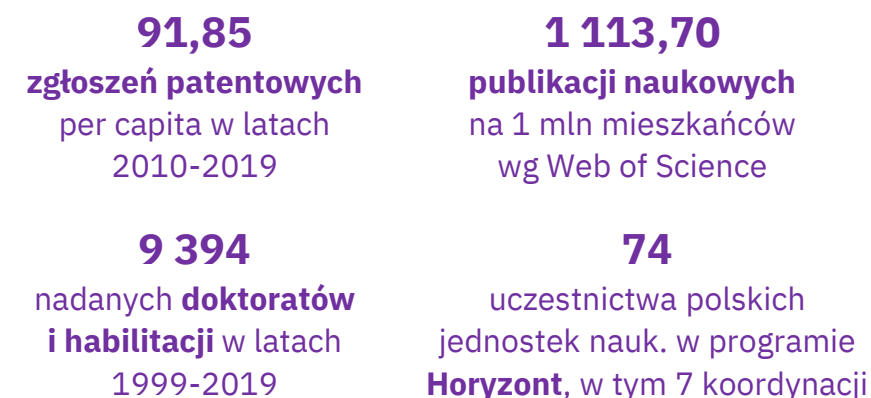 91,85
zgłoszeń patentowych
per capita w latach
2010-2019
1 113,70
publikacji naukowych
na 1 mln mieszkańców
wg Web of Science
9 394
nadanych doktoratów
i habilitacji w latach
1999-2019
74
uczestnictwa polskich
jednostek nauk. w programie
Horyzont, w tym 7 koordynacji